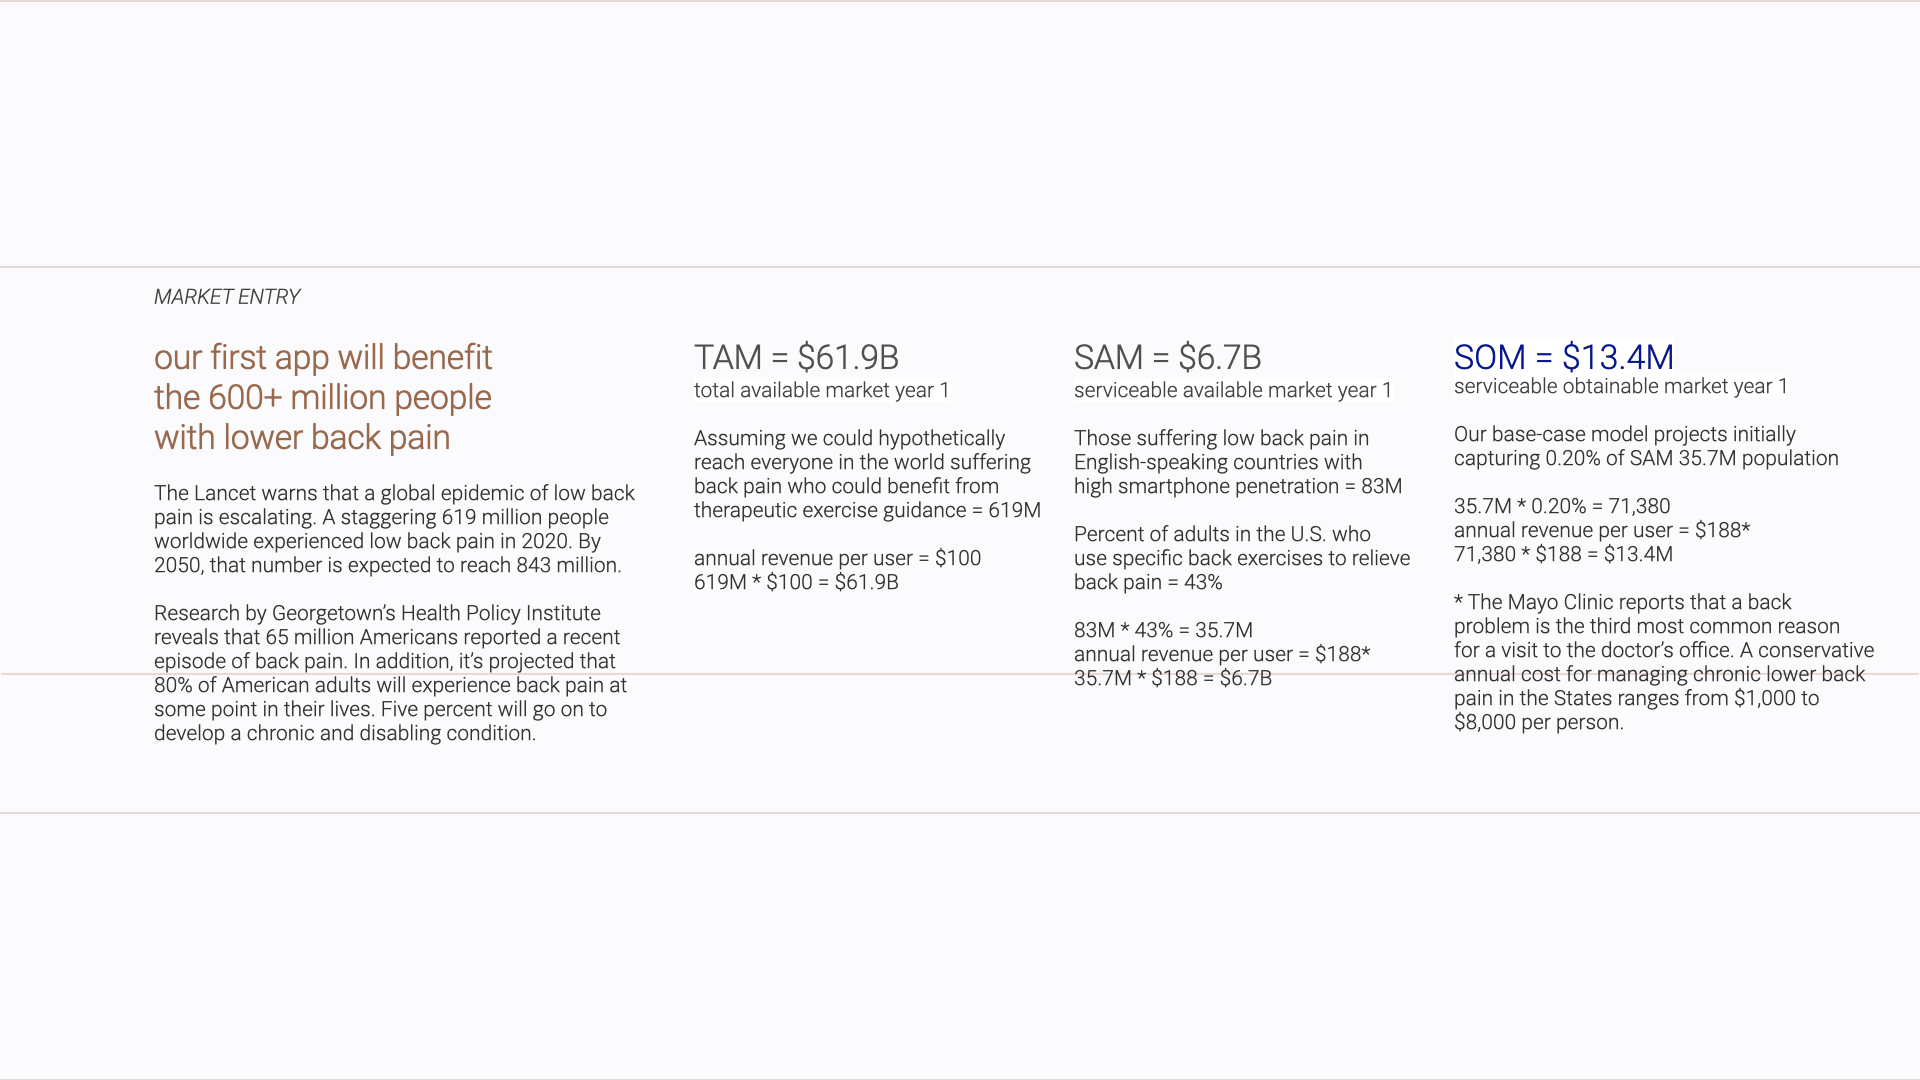 MARKET ENTRY
our first app will benefit
the 600+ million people
with lower back pain
The Lancet warns that a global epidemic of low back
pain is escalating. A staggering 619 million people
worldwide experienced low back pain in 2020. By
2050, that number is expected to reach 843 million.
Research by Georgetown’s Health Policy Institute
reveals that 65 million Americans reported a recent
episode of back pain. In addition, it’s projected that
80% of American adults will experience back pain at
some point in their lives. Five percent will go on to
develop a chronic and disabling condition.
TAM = $61.9B
total available market year 1
Assuming we could hypothetically
reach everyone in the world suffering
back pain who could benefit from
therapeutic exercise guidance = 619M
annual revenue per user = $100
619M * $100 = $61.9B
SAM = $6.7B
serviceable available market year 1
Those suffering low back pain in
English-speaking countries with
high smartphone penetration = 83M
Percent of adults in the U.S. who
use specific back exercises to relieve
back pain = 43%
83M * 43% = 35.7M
annual revenue per user = $188*
35.7M * $188 = $6.7B
SOM = $13.4M
serviceable obtainable market year 1
Our base-case model projects initially
capturing 0.20% of SAM 35.7M population
35.7M * 0.20% = 71,380
annual revenue per user = $188*
71,380 * $188 = $13.4M
* The Mayo Clinic reports that a back
problem is the third most common reason
for a visit to the doctor’s office. A conservative
annual cost for managing chronic lower back
pain in the States ranges from $1,000 to
$8,000 per person.